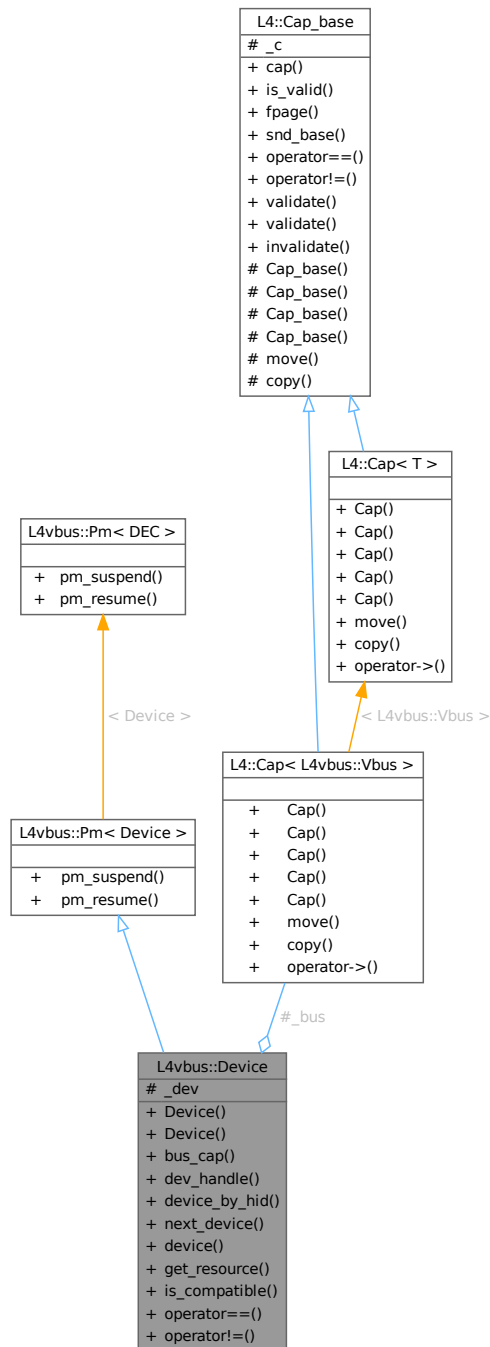 L4::Cap_base
# _c
+ cap()
+ is_valid()
+ fpage()
+ snd_base()
+ operator==()
+ operator!=()
+ validate()
+ validate()
+ invalidate()
# Cap_base()
# Cap_base()
# Cap_base()
# Cap_base()
# move()
# copy()
L4::Cap< T >
+ Cap()
+ Cap()
+ Cap()
+ Cap()
+ Cap()
+ move()
+ copy()
+ operator->()
L4vbus::Pm< DEC >
+ pm_suspend()
+ pm_resume()
< Device >
< L4vbus::Vbus >
L4::Cap< L4vbus::Vbus >
+ Cap()
+ Cap()
+ Cap()
+ Cap()
+ Cap()
+ move()
+ copy()
+ operator->()
L4vbus::Pm< Device >
+ pm_suspend()
+ pm_resume()
#_bus
L4vbus::Device
# _dev
+ Device()
+ Device()
+ bus_cap()
+ dev_handle()
+ device_by_hid()
+ next_device()
+ device()
+ get_resource()
+ is_compatible()
+ operator==()
+ operator!=()